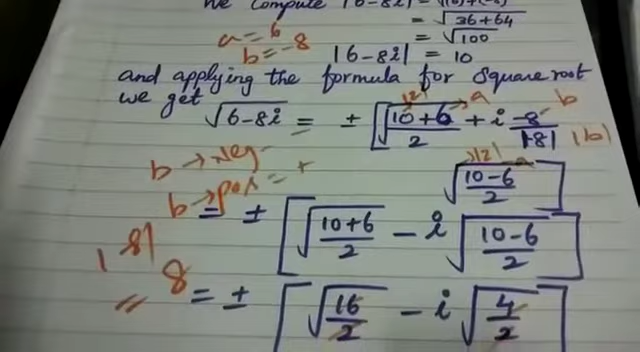 We compute |6-8i| = √(6)²+(-8)²
a=6 = √36+64
b=-8 = √100
|6-8i| = 10
and applying the formula for square root
we get √6-8i = ± [√10+6/2 + i -8/|8|
|z| → a b |b|
b → neg -
|z| a
√10-6/2 ]
b → pos = +
= ± [ √10+6/2 - i √10-6/2 ]
|8|
= 8
= ± [ √16/2 - i √4/2 ]